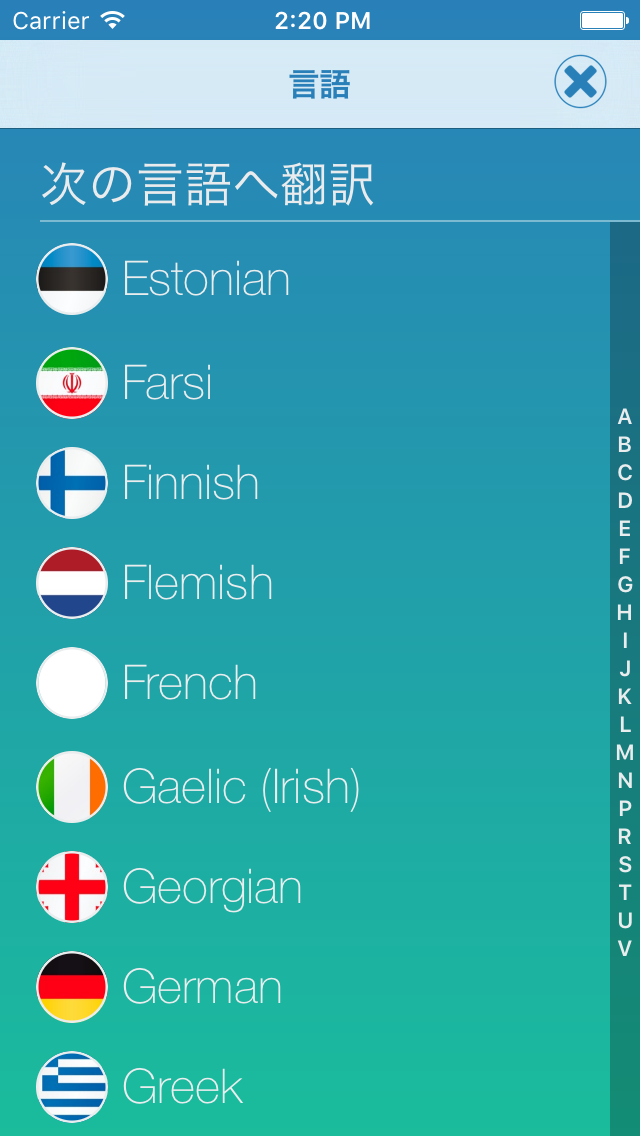 Carrier 2:20 PM
言語
次の言語へ翻訳
Estonian
Farsi
Finnish
Flemish
French
Gaelic (Irish)
Georgian
German
Greek
A
B
C
D
E
F
G
H
I
J
K
L
M
N
P
R
S
T
U
V